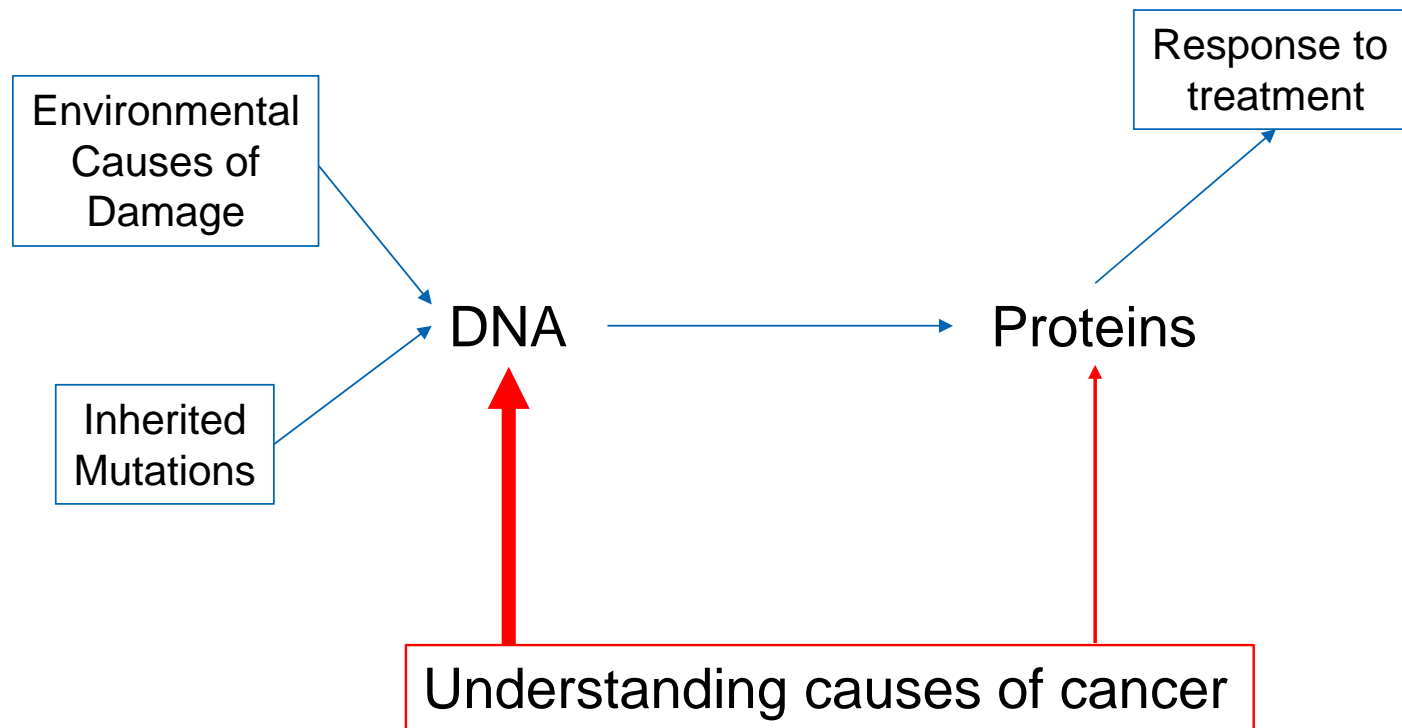 Response to
treatment
Environmental
Causes of
Damage
DNA
Proteins
Inherited
Mutations
Understanding causes of cancer